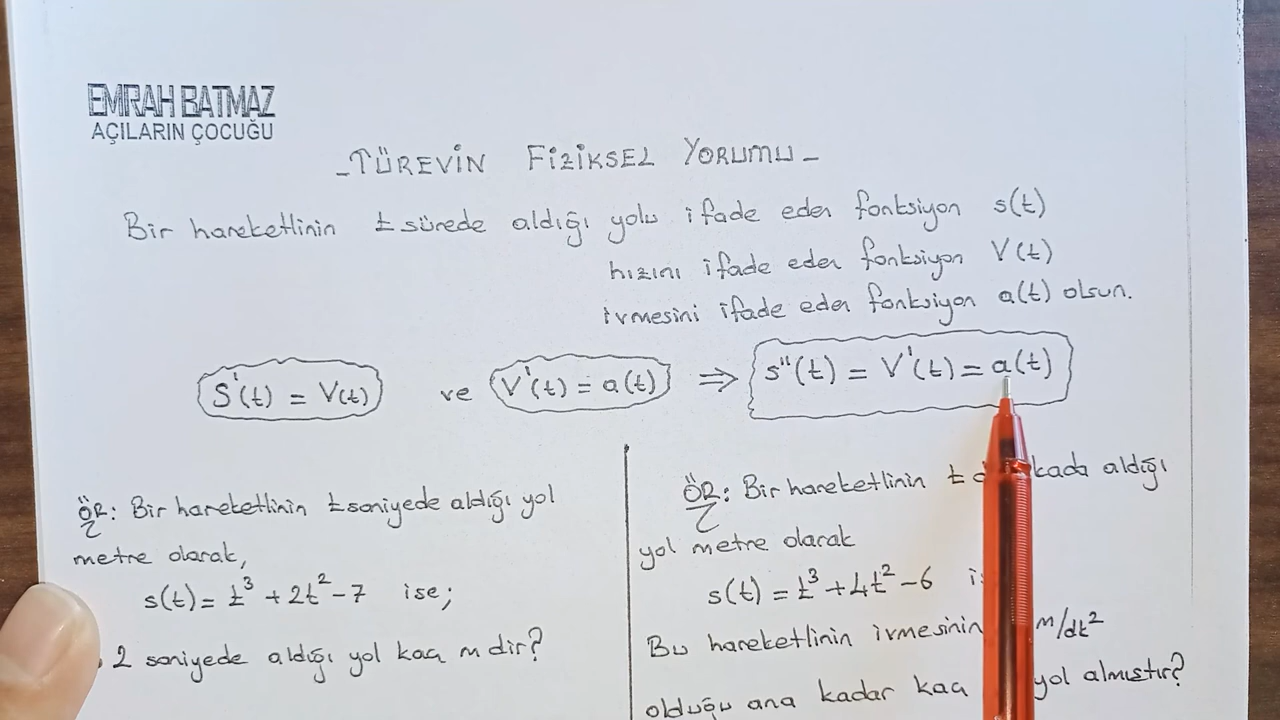 EMRAH BATMAZ
AÇILARIN ÇOCUĞU
-TÜREVİN FİZİKSEL YORUMU-
Bir hareketlinin t sürede aldığı yolu ifade eden fonksiyon s(t)
hızını ifade eden fonksiyon V(t)
ivmesini ifade eden fonksiyon a(t) olsun.
S'(t) = V(t) ve V'(t) = a(t) ⇒ s''(t) = V'(t) = a(t)
ÖR: Bir hareketlinin t saniyede aldığı yol
metre olarak,
s(t) = t³ + 2t² - 7 ise;
2 saniyede aldığı yol kaç m dir?
ÖR: Bir hareketlinin t aldığı
yol metre olarak
s(t) = t³ + 4t² - 6
Bu hareketlinin ivmesinin m/dk²
olduğu ana kadar kaç yol almıştır?